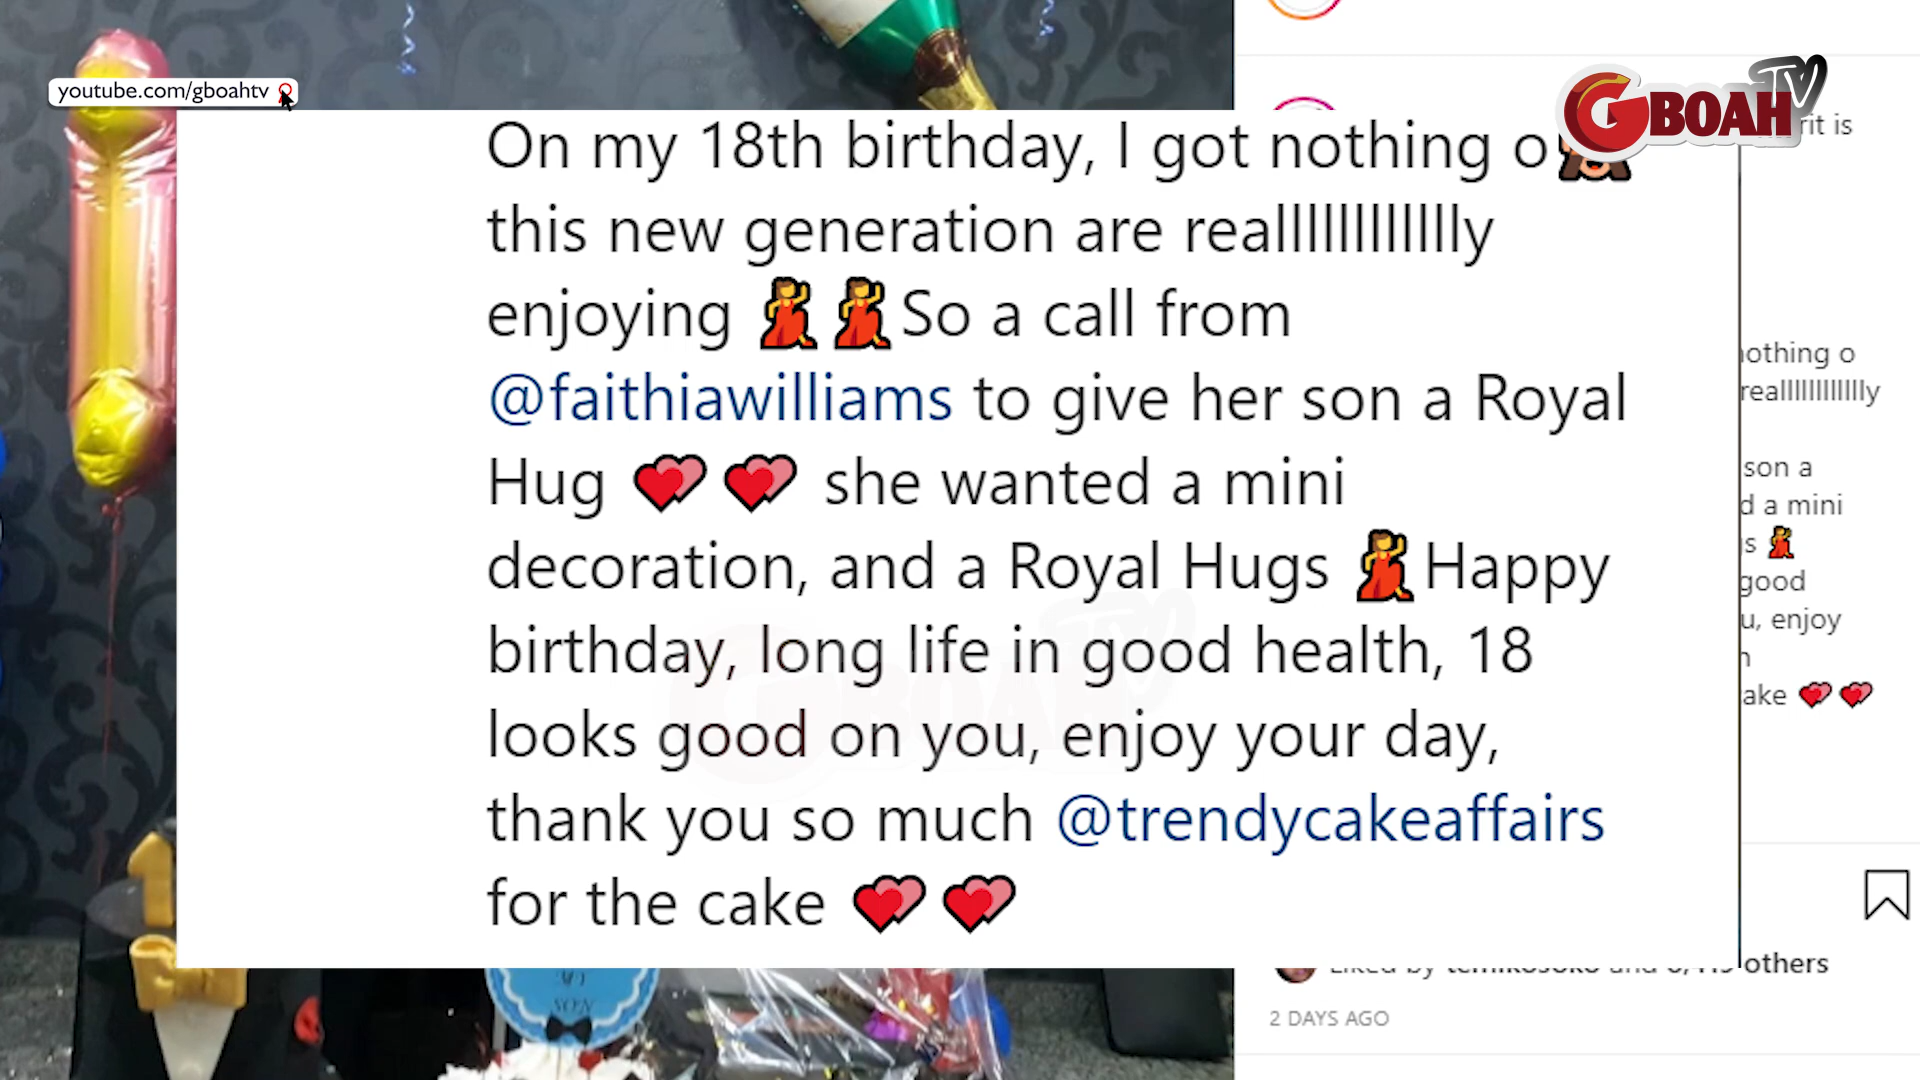 youtube.com/gboahtv
GBOAH TV
rit is
On my 18th birthday, I got nothing o🙈
this new generation are realllllllllllly
enjoying 💃💃So a call from
@faithiawilliams to give her son a Royal
Hug 💕💕 she wanted a mini
decoration, and a Royal Hugs 💃Happy
birthday, long life in good health, 18
looks good on you, enjoy your day,
thank you so much @trendycakeaffairs
for the cake 💕💕
nothing o
realllllllllllly
son a
d a mini
s 💃
good
u, enjoy
ake 💕💕
others
2 DAYS AGO
SON